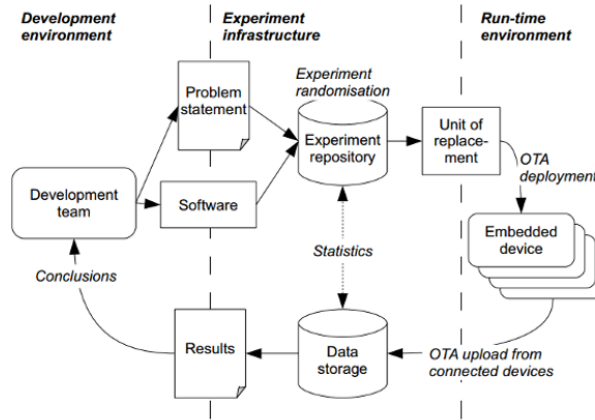 Development
environment
Experiment
infrastructure
Run-time
environment
Problem
statement
Experiment
randomisation
Experiment
repository
Unit of
replace-
ment
OTA
deployment
Development
team
Software
Embedded
device
Statistics
Conclusions
Results
Data
storage
OTA upload from
connected devices